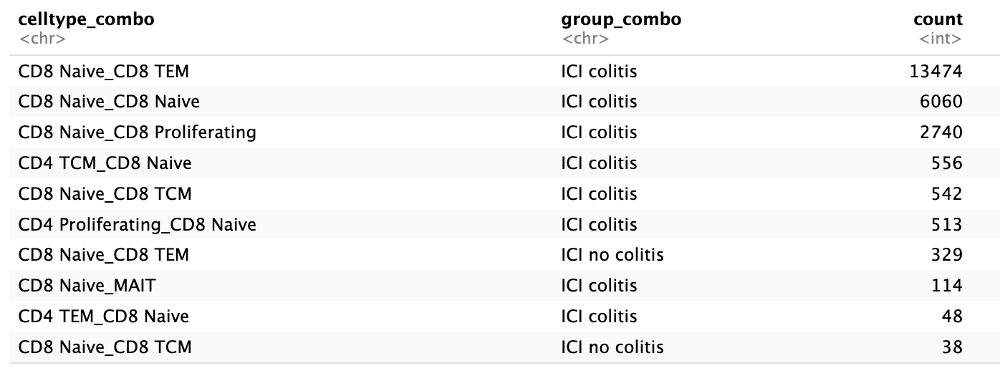 celltype_combo group_combo count
<chr> <chr> <int>
CD8 Naive_CD8 TEM ICI colitis 13474
CD8 Naive_CD8 Naive ICI colitis 6060
CD8 Naive_CD8 Proliferating ICI colitis 2740
CD4 TCM_CD8 Naive ICI colitis 556
CD8 Naive_CD8 TCM ICI colitis 542
CD4 Proliferating_CD8 Naive ICI colitis 513
CD8 Naive_CD8 TEM ICI no colitis 329
CD8 Naive_MAIT ICI colitis 114
CD4 TEM_CD8 Naive ICI colitis 48
CD8 Naive_CD8 TCM ICI no colitis 38